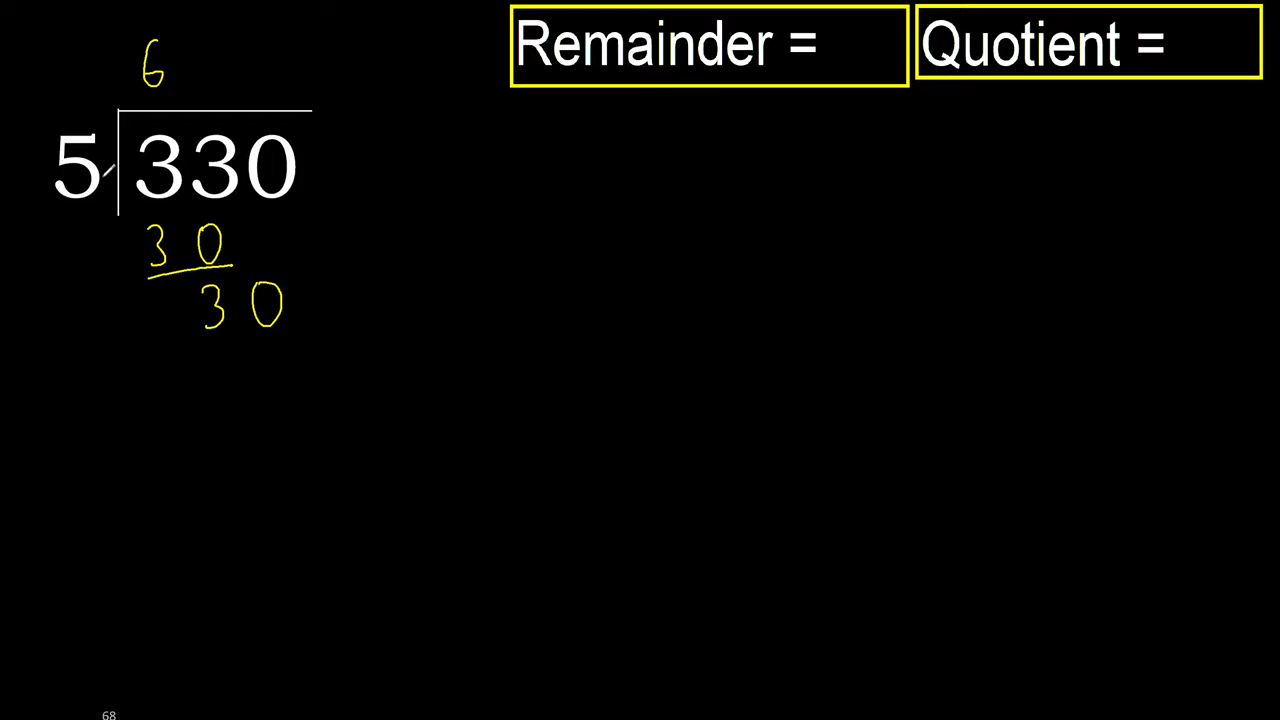 Remainder =
Quotient =
6
5 330
30
30
68